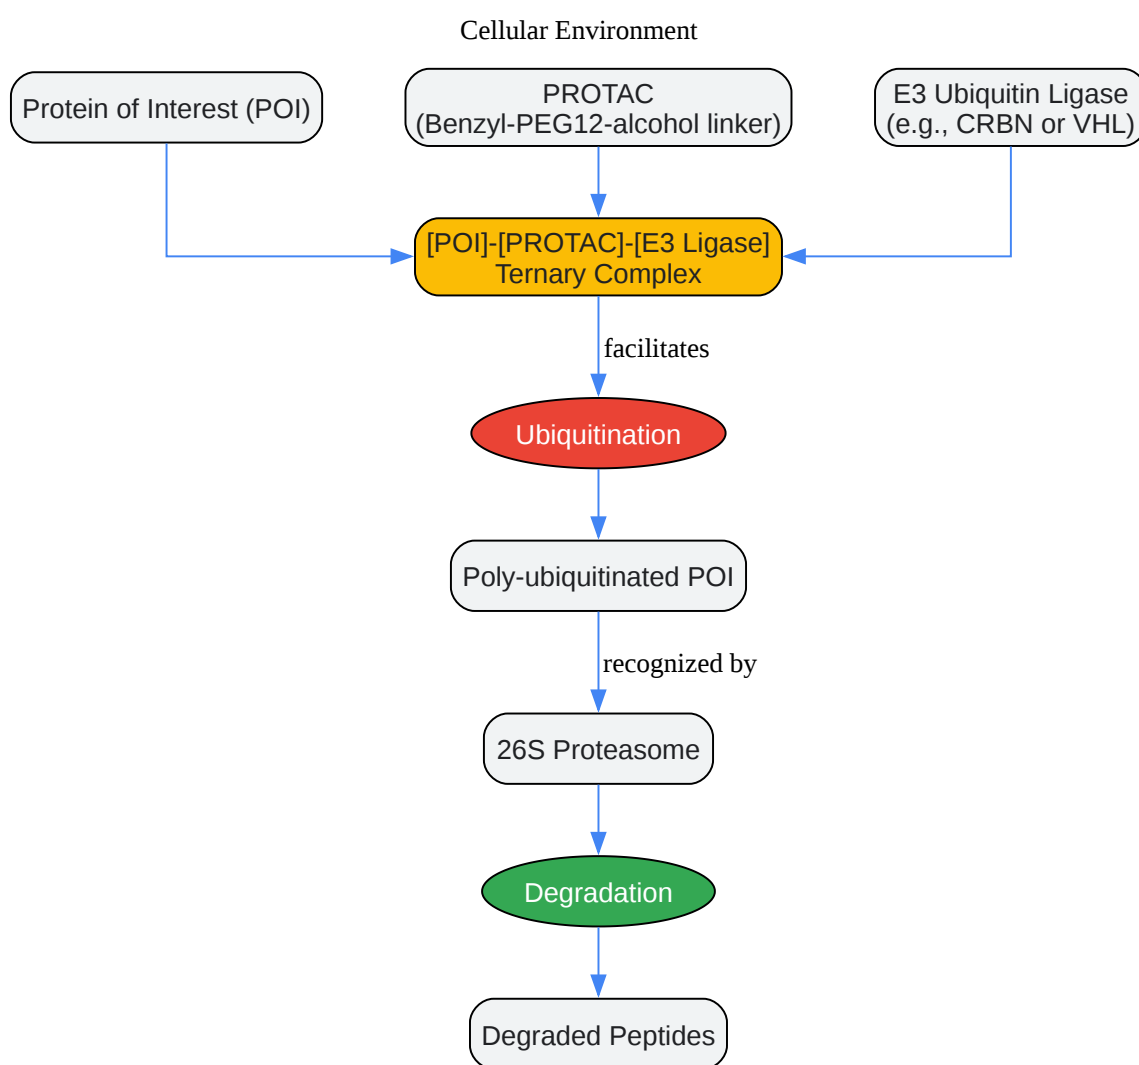 Cellular Environment
Protein of Interest (POI)
PROTAC
(Benzyl-PEG12-alcohol linker)
E3 Ubiquitin Ligase
(e.g., CRBN or VHL)
[POI]-[PROTAC]-[E3 Ligase]
Ternary Complex
facilitates
Ubiquitination
Poly-ubiquitinated POI
recognized by
26S Proteasome
Degradation
Degraded Peptides